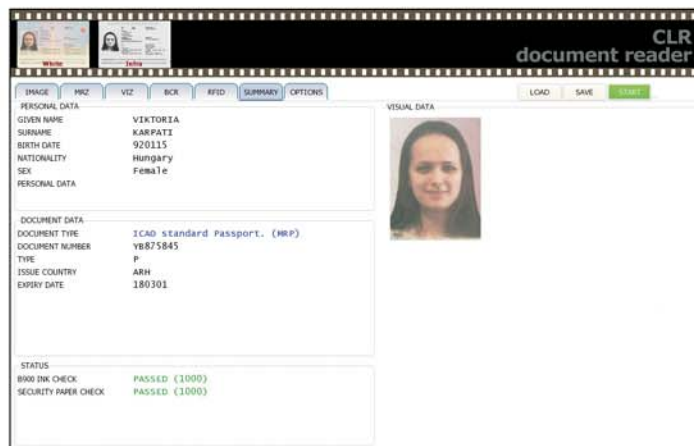 CLR
document reader
White
Infra
IMAGE MRZ VIZ BCR RFID SUMMARY OPTIONS
LOAD SAVE START
PERSONAL DATA
VISUAL DATA
GIVEN NAME VIKTORIA
SURNAME KARPATI
BIRTH DATE 920115
NATIONALITY Hungary
SEX Female
PERSONAL DATA
DOCUMENT DATA
DOCUMENT TYPE ICAO standard Passport. (MRP)
DOCUMENT NUMBER YB875845
TYPE P
ISSUE COUNTRY ARH
EXPIRY DATE 180301
STATUS
B900 INK CHECK PASSED (1000)
SECURITY PAPER CHECK PASSED (1000)